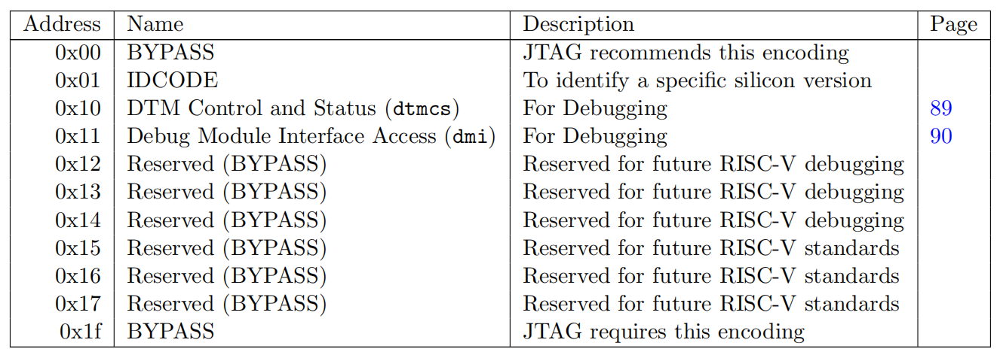 Address Name Description Page
0x00 BYPASS JTAG recommends this encoding
0x01 IDCODE To identify a specific silicon version
0x10 DTM Control and Status (dtmcs) For Debugging 89
0x11 Debug Module Interface Access (dmi) For Debugging 90
0x12 Reserved (BYPASS) Reserved for future RISC-V debugging
0x13 Reserved (BYPASS) Reserved for future RISC-V debugging
0x14 Reserved (BYPASS) Reserved for future RISC-V debugging
0x15 Reserved (BYPASS) Reserved for future RISC-V standards
0x16 Reserved (BYPASS) Reserved for future RISC-V standards
0x17 Reserved (BYPASS) Reserved for future RISC-V standards
0x1f BYPASS JTAG requires this encoding